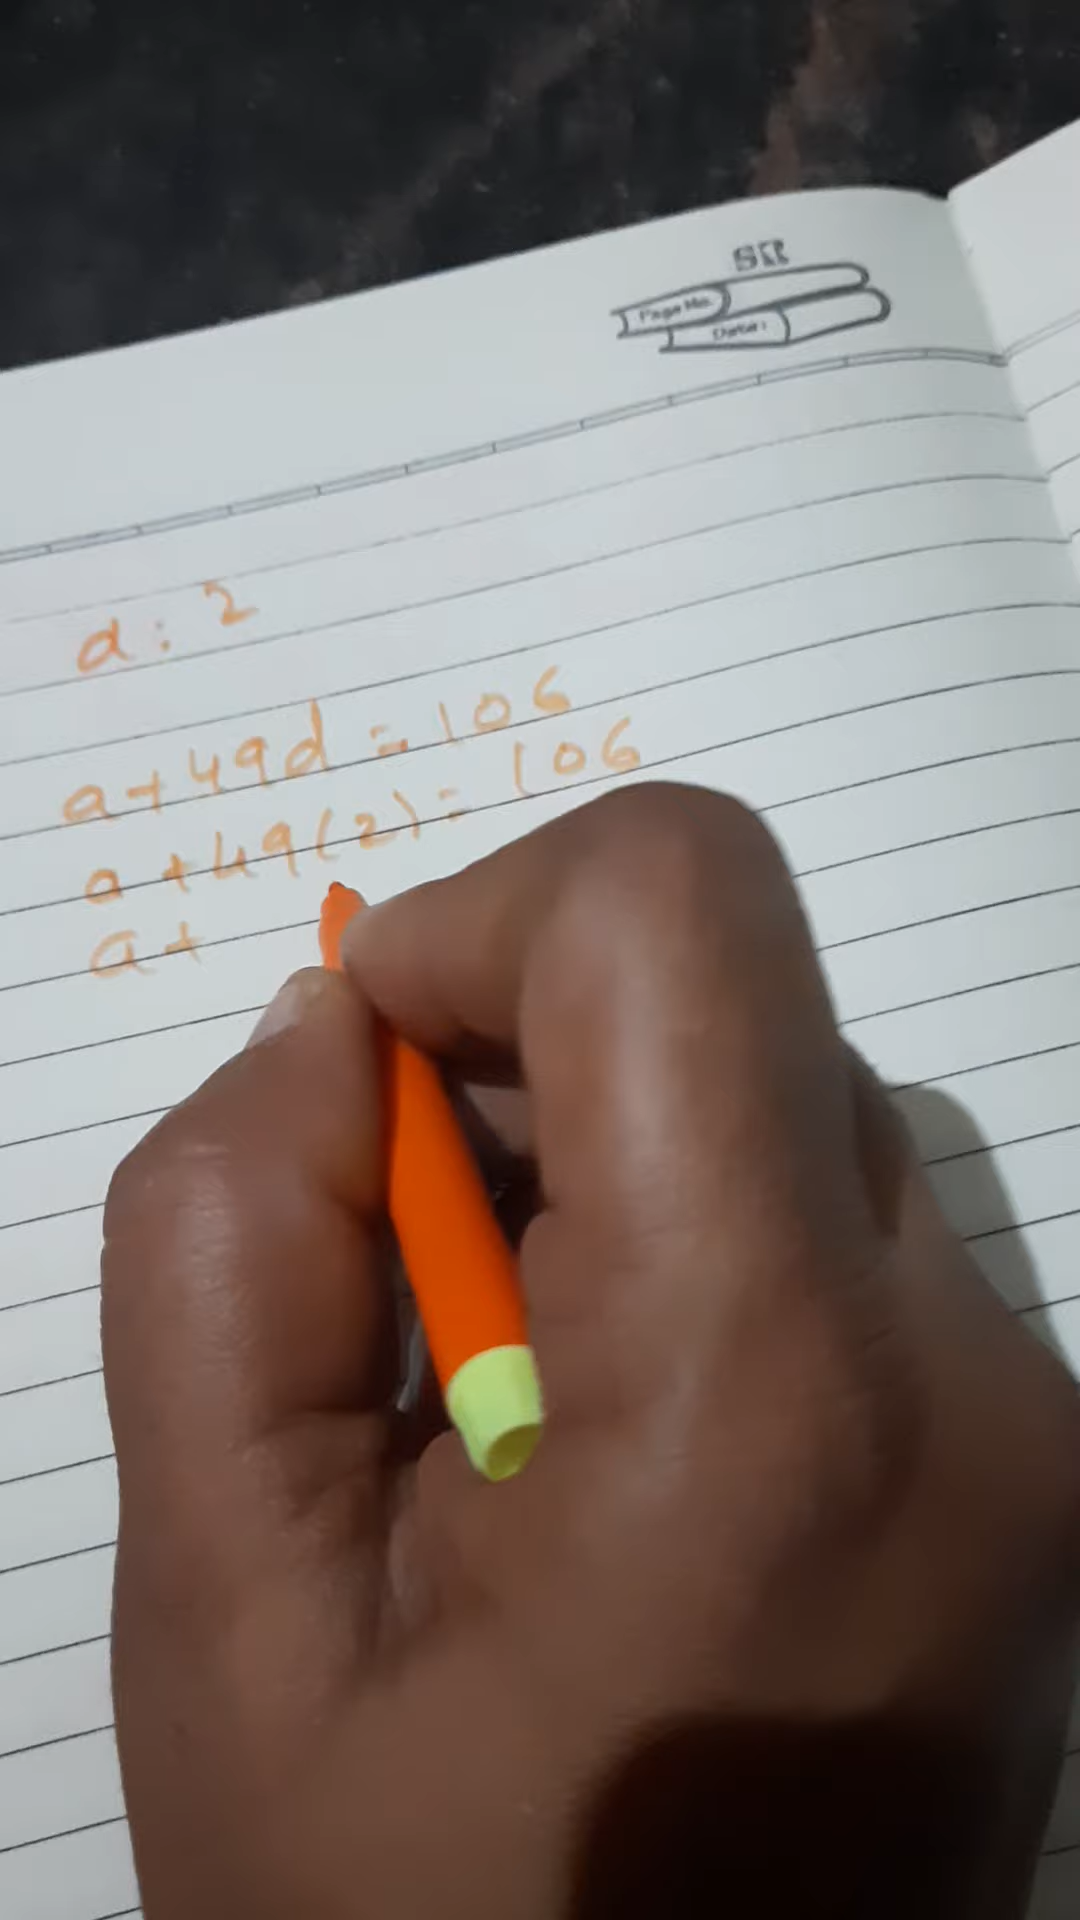 SR
Page No.
Date:
d: 2
a+49d = 106
a+49(2)= 106
a+